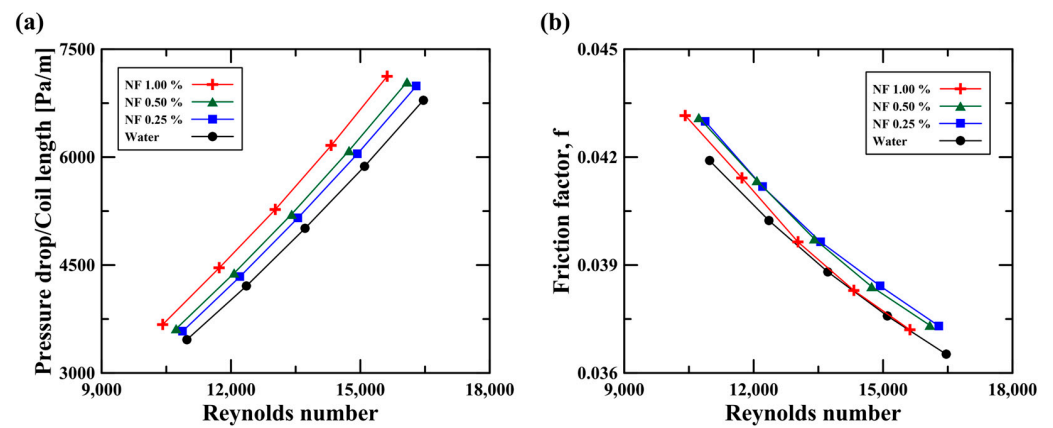 (a)
Pressure drop/Coil length [Pa/m]
7500
6000
4500
3000
NF 1.00 %
NF 0.50 %
NF 0.25 %
Water
9,000
12,000
15,000
18,000
Reynolds number
(b)
Friction factor, f
0.045
0.042
0.039
0.036
NF 1.00 %
NF 0.50 %
NF 0.25 %
Water
9,000
12,000
15,000
18,000
Reynolds number